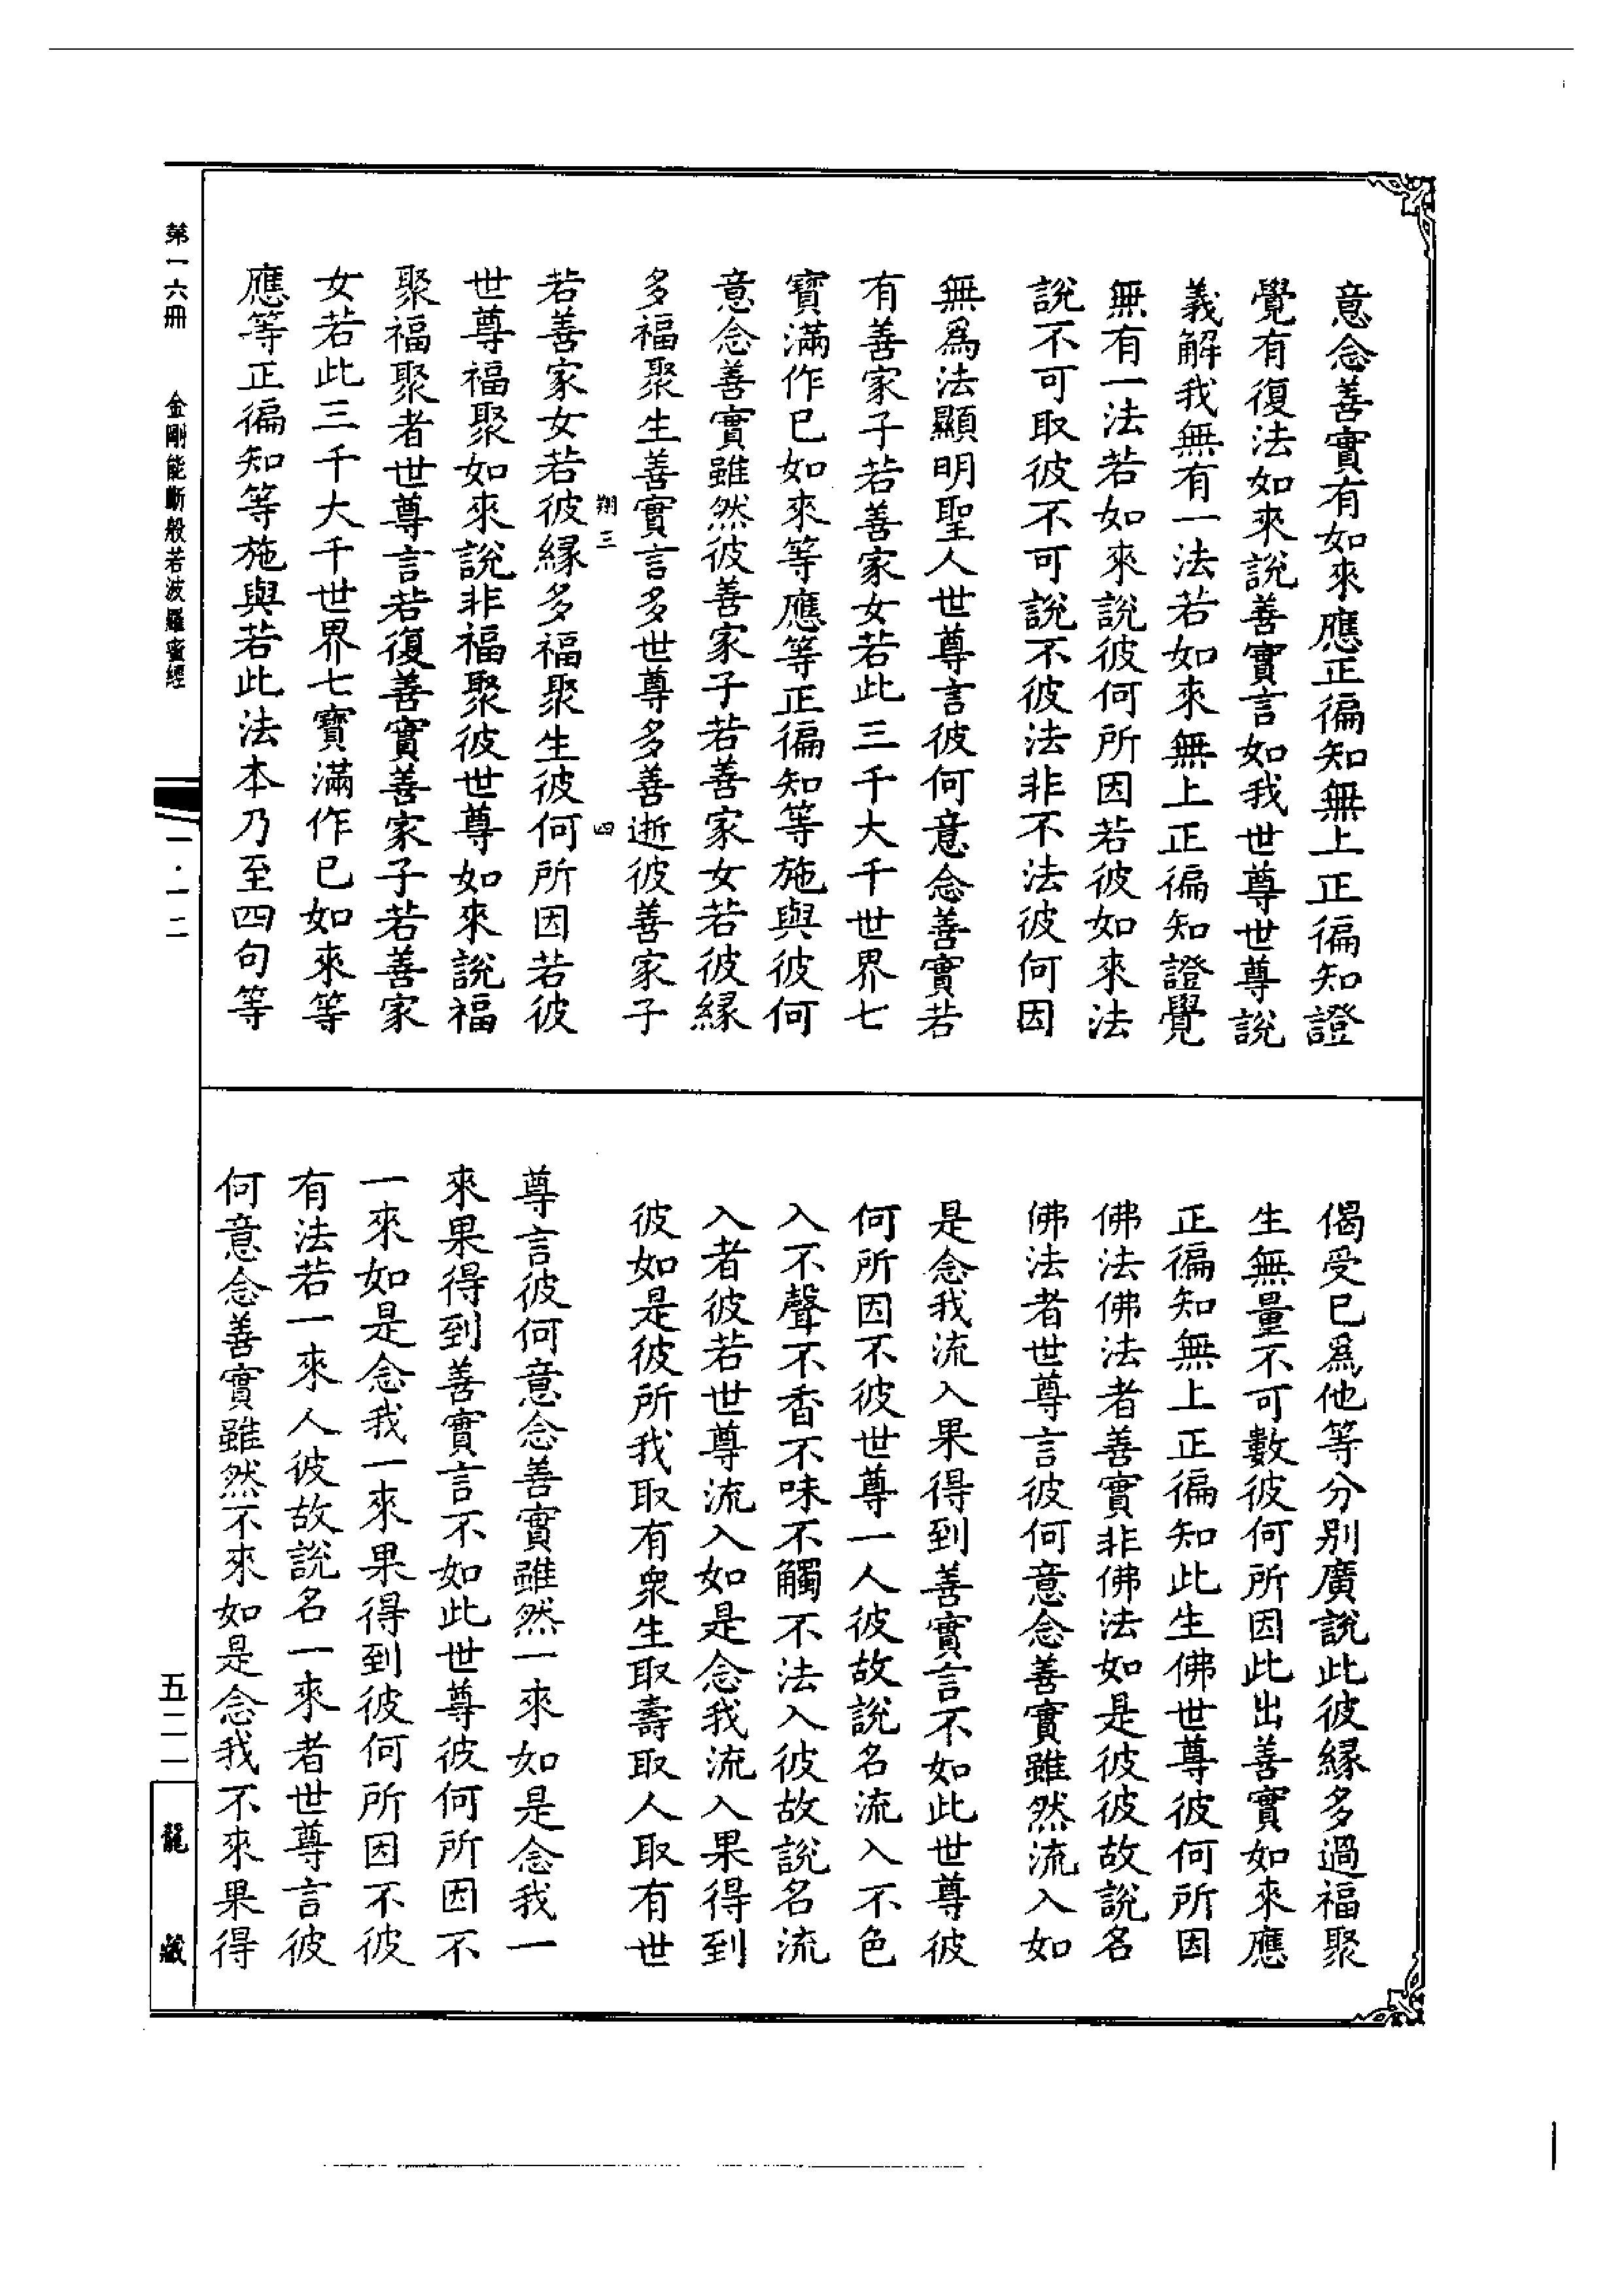 意念善實有如來應正徧知無上正徧知證
覺有復法如來說善實言如我世尊世尊說
義解我無有一法若如來無上正徧知證覺
無有一法若如來說彼何所因若彼如來法
說不可取彼不可說不彼法非不法彼何因
無爲法顯明聖人世尊言彼何意念善實若
有善家子若善家女若此三千大千世界七
寶滿作已如來等應等正徧知等施與彼何
意念善實雖然彼善家子若善家女若彼緣
多福聚生善實言多世尊多善逝彼善家子
翔三
四
若善家女若彼緣多福聚生彼何所因若彼
世尊福聚如來說非福聚彼世尊如來說福
聚福聚者世尊言若復善實善家子若善家
女若此三千大千世界七寶滿作已如來等
應等正徧知等施與若此法本乃至四句等
偈受已爲他等分别廣說此彼緣多過福聚
生無量不可數彼何所因此出善實如來應
正徧知無上正徧知此生佛世尊彼何所因
佛法佛法者善實非佛法如是彼彼故說名
佛法者世尊言彼何意念善實雖然流入如
是念我流入果得到善實言不如此世尊彼
何所因不彼世尊一人彼故說名流入不色
入不聲不香不味不觸不法入彼故說名流
入者彼若世尊流入如是念我流入果得到
彼如是彼所我取有衆生取壽取人取有世
尊言彼何意念善實雖然一來如是念我一
來果得到善實言不如此世尊彼何所因不
一來如是念我一來果得到彼何所因不彼
有法若一來人彼故說名一來者世尊言彼
何意念善實雖然不來如是念我不來果得
第一六冊 金剛能斷般若波羅蜜經
一·一二
五二一
龍藏